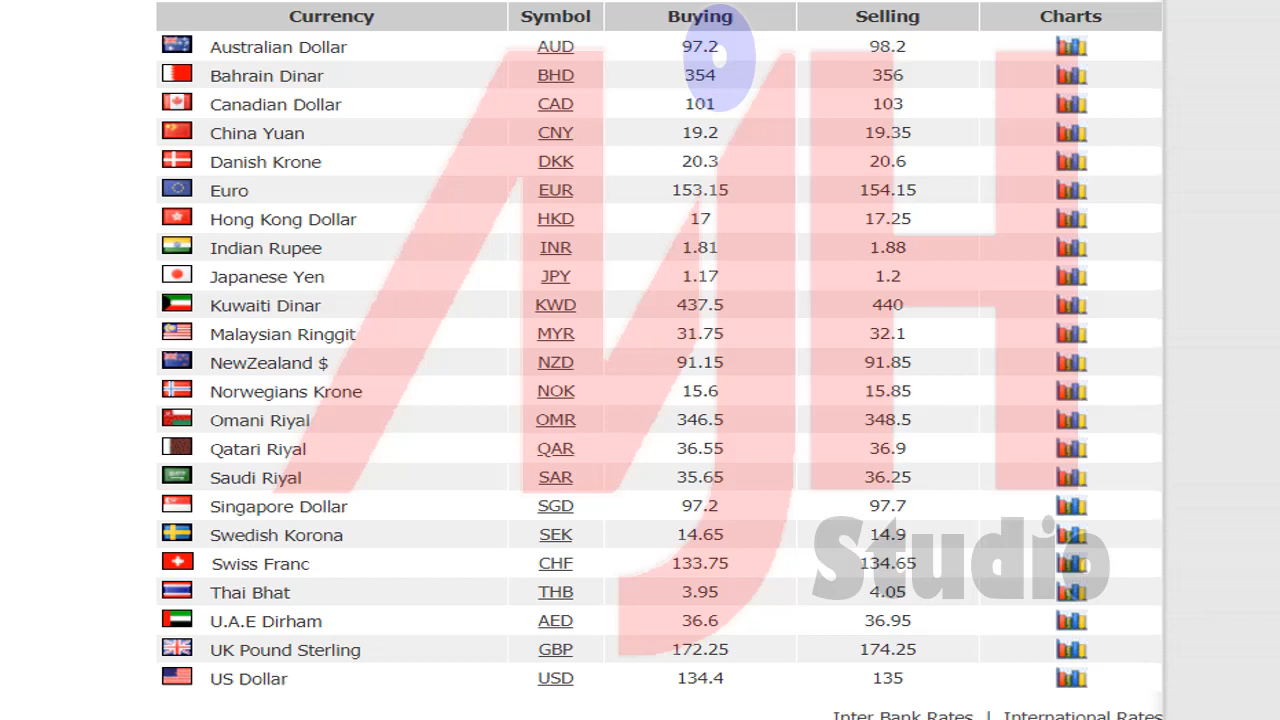 Currency Symbol Buying Selling Charts
Australian Dollar AUD 97.2 98.2
Bahrain Dinar BHD 354 356
Canadian Dollar CAD 101 103
China Yuan CNY 19.2 19.35
Danish Krone DKK 20.3 20.6
Euro EUR 153.15 154.15
Hong Kong Dollar HKD 17 17.25
Indian Rupee INR 1.81 1.88
Japanese Yen JPY 1.17 1.2
Kuwaiti Dinar KWD 437.5 440
Malaysian Ringgit MYR 31.75 32.1
NewZealand $ NZD 91.15 91.85
Norwegians Krone NOK 15.6 15.85
Omani Riyal OMR 346.5 348.5
Qatari Riyal QAR 36.55 36.9
Saudi Riyal SAR 35.65 36.25
Singapore Dollar SGD 97.2 97.7
Swedish Korona SEK 14.65 14.9
Swiss Franc CHF 133.75 134.65
Thai Bhat THB 3.95 4.05
U.A.E Dirham AED 36.6 36.95
UK Pound Sterling GBP 172.25 174.25
US Dollar USD 134.4 135
Inter Bank Rates | International Rates
MjH
Studio